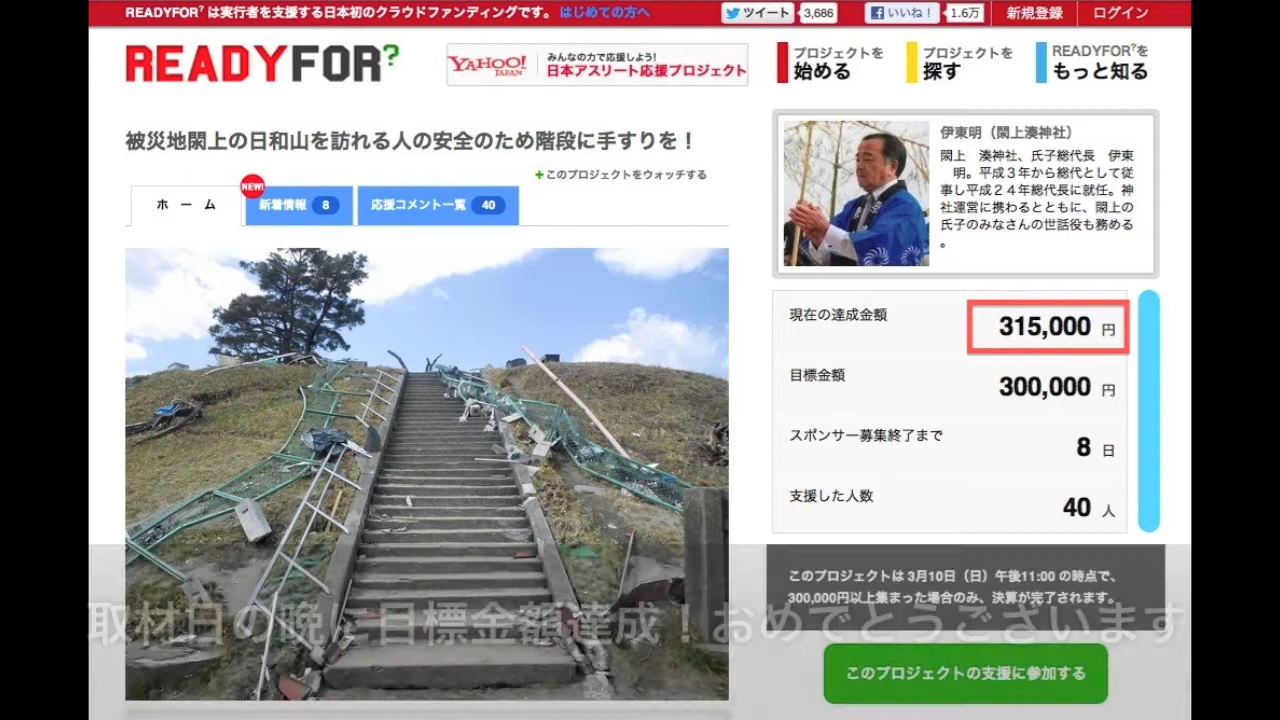 READYFOR? は実行者を支援する日本初のクラウドファンディングです。 はじめての方へ
ツイート 3,686 いいね! 1.6万 新規登録 ログイン
READYFOR?
YAHOO! JAPAN
みんなの力で応援しよう!
日本アスリート応援プロジェクト
プロジェクトを
始める
プロジェクトを
探す
READYFOR?を
もっと知る
被災地閖上の日和山を訪れる人の安全のため階段に手すりを!
+このプロジェクトをウォッチする
ホーム
NEW!
新着情報 8
応援コメント一覧 40
伊東明(閖上湊神社)
閖上 湊神社、氏子総代長 伊東
明。平成3年から総代として従
事し平成24年総代長に就任。神
社運営に携わるとともに、閖上の
氏子のみなさんの世話役も務める
。
現在の達成金額 315,000 円
目標金額 300,000 円
スポンサー募集終了まで 8 日
支援した人数 40 人
このプロジェクトは 3月10日(日)午後11:00 の時点で、
300,000円以上集まった場合のみ、決算が完了されます。
取材日の晩に目標金額達成!おめでとうございます
このプロジェクトの支援に参加する